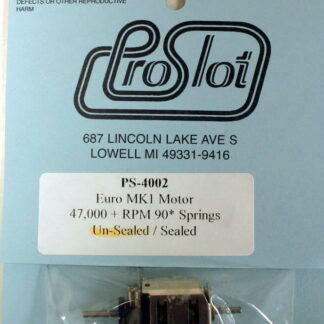 DEFECTS OR OTHER REPRODUCTIVE
HARM
ProSlot
687 LINCOLN LAKE AVE S
LOWELL MI 49331-9416
PS-4002
Euro MK1 Motor
47,000 + RPM 90* Springs
Un-Sealed / Sealed